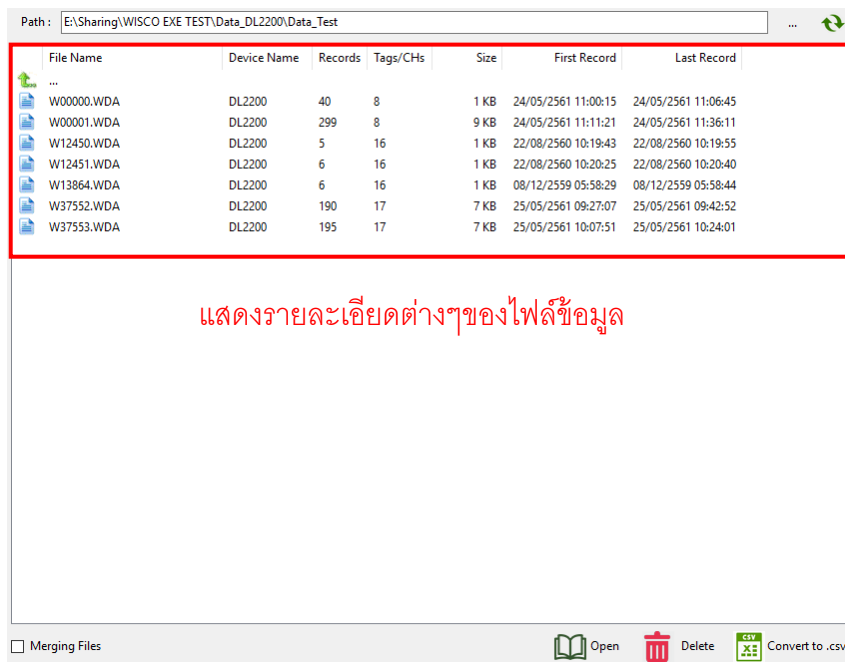 Path : E:\Sharing\WISCO EXE TEST\Data_DL2200\Data_Test ...
File Name Device Name Records Tags/CHs Size First Record Last Record
...
W00000.WDA DL2200 40 8 1 KB 24/05/2561 11:00:15 24/05/2561 11:06:45
W00001.WDA DL2200 299 8 9 KB 24/05/2561 11:11:21 24/05/2561 11:36:11
W12450.WDA DL2200 5 16 1 KB 22/08/2560 10:19:43 22/08/2560 10:19:55
W12451.WDA DL2200 6 16 1 KB 22/08/2560 10:20:25 22/08/2560 10:20:40
W13864.WDA DL2200 6 16 1 KB 08/12/2559 05:58:29 08/12/2559 05:58:44
W37552.WDA DL2200 190 17 7 KB 25/05/2561 09:27:07 25/05/2561 09:42:52
W37553.WDA DL2200 195 17 7 KB 25/05/2561 10:07:51 25/05/2561 10:24:01
แสดงรายละเอียดต่างๆของไฟล์ข้อมูล
Merging Files Open Delete CSV Convert to .csv